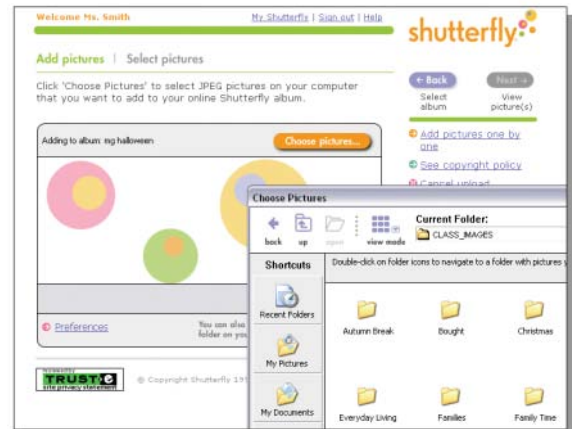 Welcome Ms. Smith
My Shutterfly | Sign out | Help
shutterfly
Add pictures | Select pictures
Click 'Choose Pictures' to select JPEG pictures on your computer
that you want to add to your online Shutterfly album.
← Back
Next →
Select
album
View
picture(s)
Adding to album: mg halloween
Choose pictures...
Add pictures one by
one
See copyright policy
Cancel upload
Choose Pictures
back
up
open
view mode
Current Folder:
CLASS_IMAGES
Shortcuts
Double-click on folder icons to navigate to a folder with pictures
Recent Folders
Autumn Break
Bought
Christmas
My Pictures
My Documents
Everyday Living
Families
Family Time
Preferences
You can also
folder on you
TRUSTe
site privacy statement
© Copyright Shutterfly